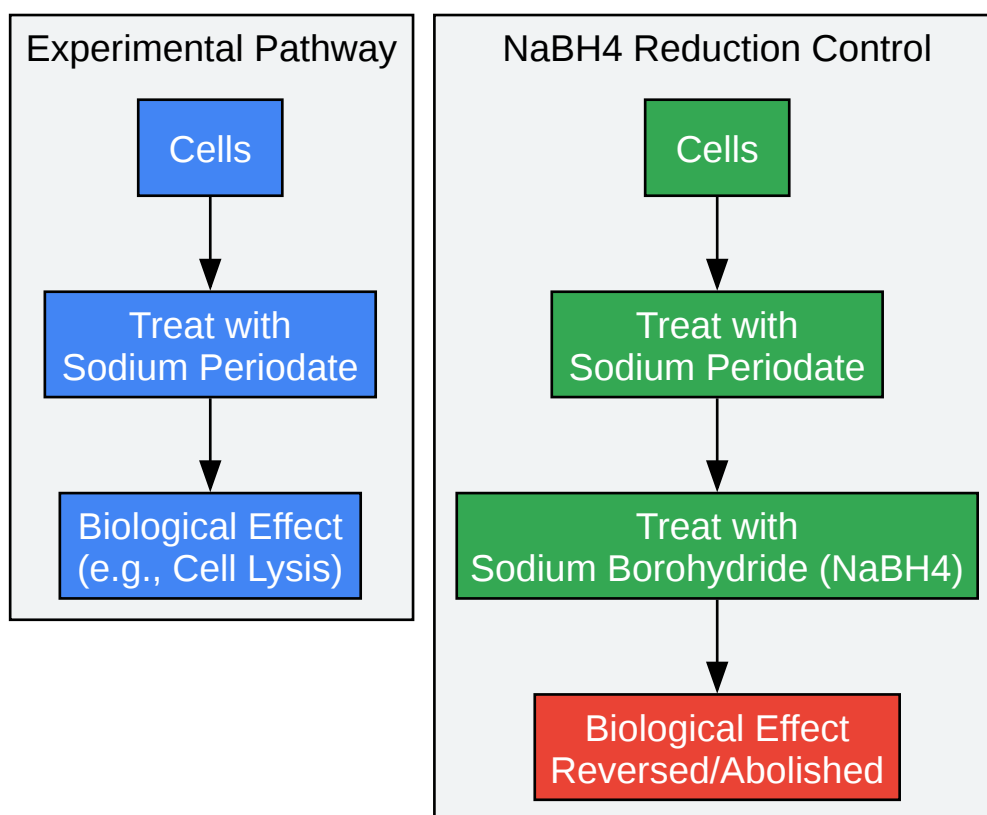 Experimental Pathway
Cells
Treat with
Sodium Periodate
Biological Effect
(e.g., Cell Lysis)
NaBH4 Reduction Control
Cells
Treat with
Sodium Periodate
Treat with
Sodium Borohydride (NaBH4)
Biological Effect
Reversed/Abolished